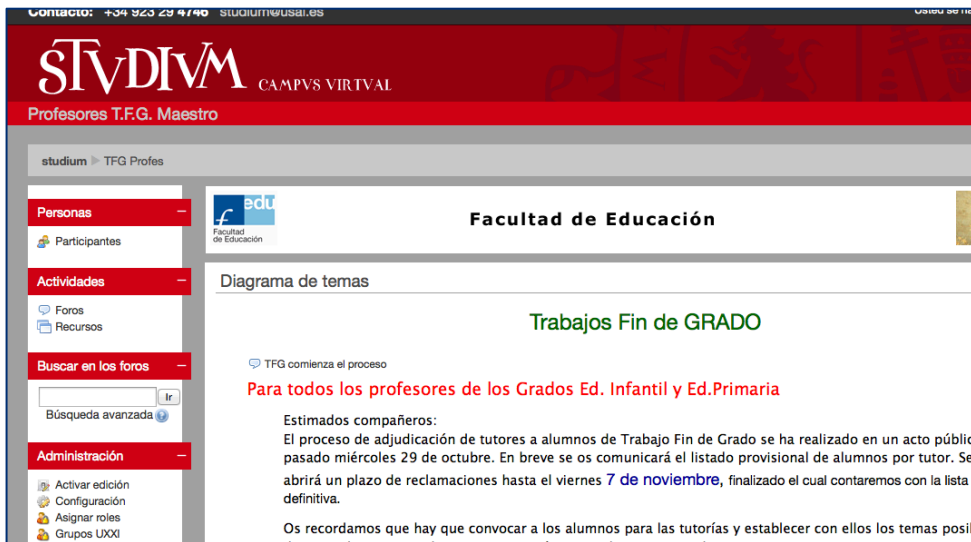 Contacto: +34 923 29 4746 studium@usal.es
Usted se ha
STVDIVM CAMPVS VIRTVAL
Profesores T.F.G. Maestro
studium TFG Profes
Personas
Participantes
Actividades
Foros
Recursos
Buscar en los foros
Ir
Búsqueda avanzada
Administración
Activar edición
Configuración
Asignar roles
Grupos UXXI
edu
f
Facultad
de Educación
Facultad de Educación
Diagrama de temas
Trabajos Fin de GRADO
TFG comienza el proceso
Para todos los profesores de los Grados Ed. Infantil y Ed.Primaria
Estimados compañeros:
El proceso de adjudicación de tutores a alumnos de Trabajo Fin de Grado se ha realizado en un acto públic
pasado miércoles 29 de octubre. En breve se os comunicará el listado provisional de alumnos por tutor. Se
abrirá un plazo de reclamaciones hasta el viernes 7 de noviembre, finalizado el cual contaremos con la lista
definitiva.
Os recordamos que hay que convocar a los alumnos para las tutorías y establecer con ellos los temas posi